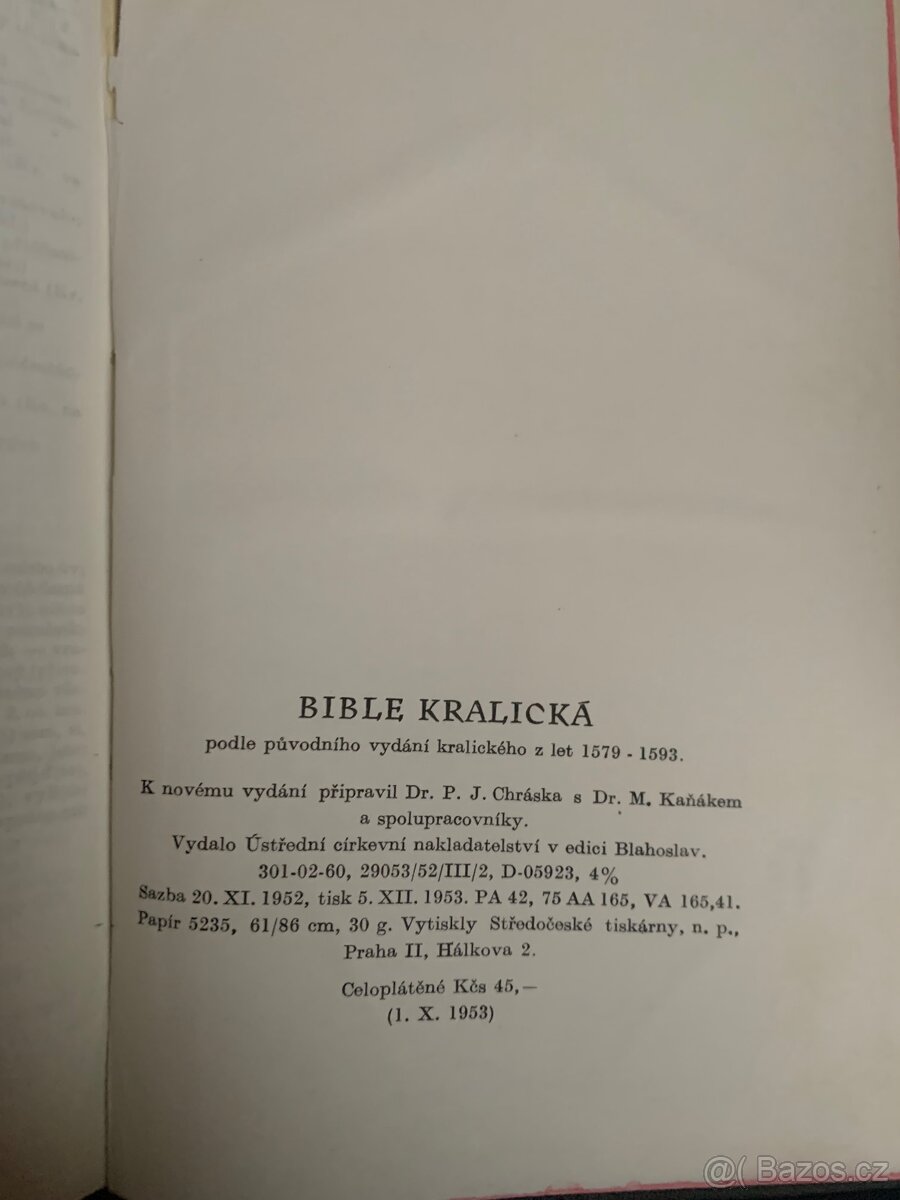 BIBLE KRALICKÁ
podle původního vydání kralického z let 1579 - 1593.
K novému vydání připravil Dr. P. J. Chráska s Dr. M. Kaňákem
a spolupracovníky.
Vydalo Ústřední církevní nakladatelství v edici Blahoslav.
301-02-60, 29053/52/III/2, D-05923, 4%
Sazba 20. XI. 1952, tisk 5. XII. 1953. PA 42, 75 AA 165, VA 165,41.
Papír 5235, 61/86 cm, 30 g. Vytiskly Středočeské tiskárny, n. p.,
Praha II, Hálkova 2.
Celoplátěné Kčs 45,—
(1. X. 1953)
@( Bazos.cz